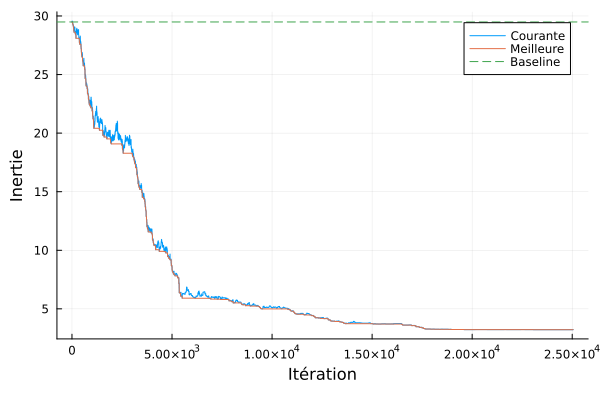 30
25
20
15
10
5
Inertie
Courante
Meilleure
Baseline
0
5.00×10³
1.00×10⁴
1.50×10⁴
2.00×10⁴
2.50×10⁴
Itération